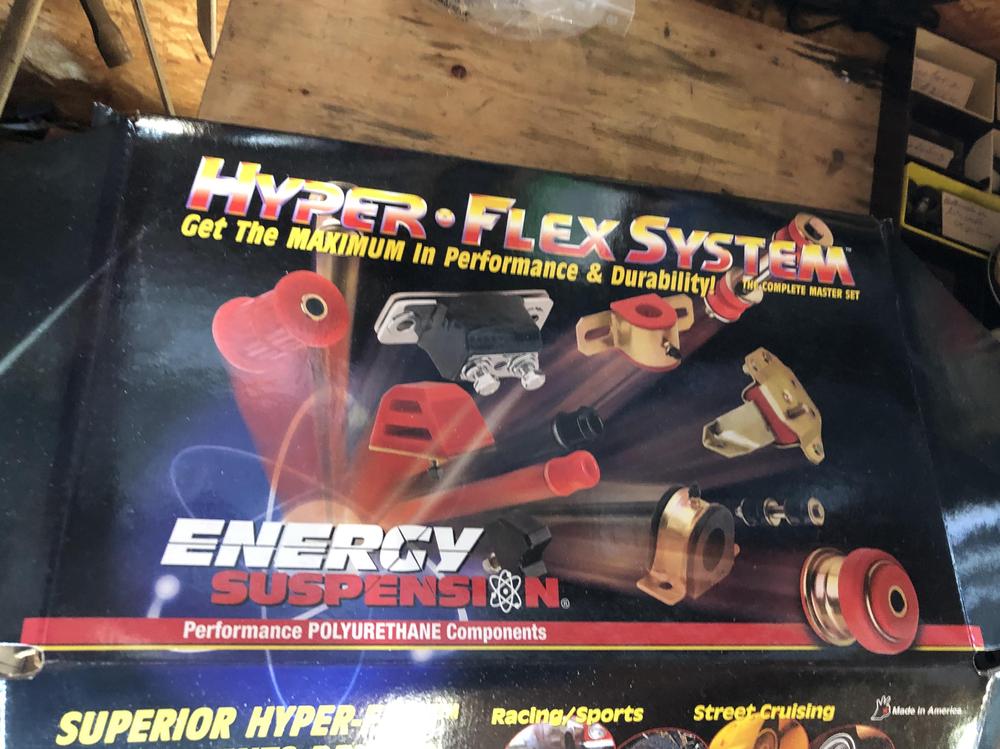 HYPER·FLEX SYSTEM™
Get The MAXIMUM In Performance & Durability!
THE COMPLETE MASTER SET
ENERGY
SUSPENSION®
Performance POLYURETHANE Components
SUPERIOR HYPER-
Racing/Sports
Street Cruising
Made in America